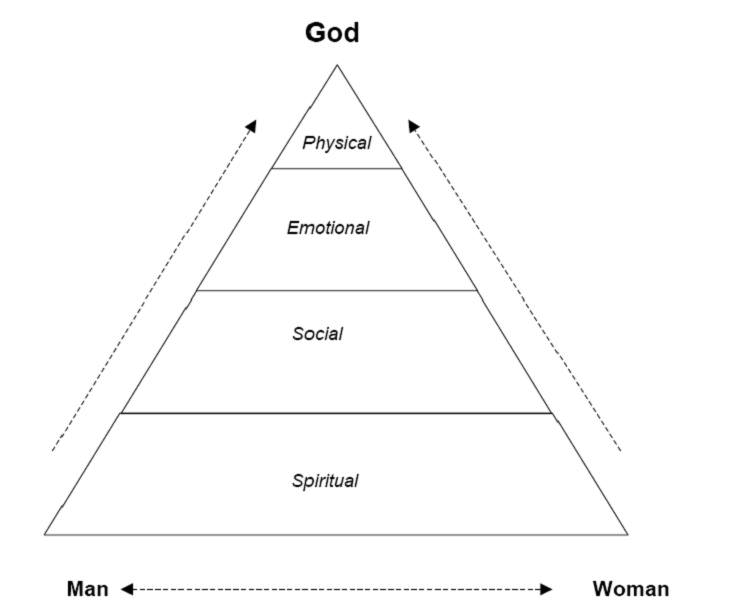 God
Physical
Emotional
Social
Spiritual
Man Woman